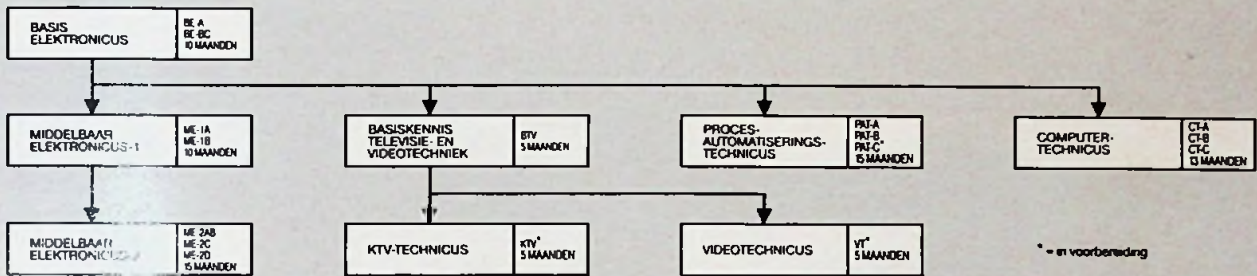 BASIS
ELEKTRONICUS
BE-A
BE-BC
10 MAANDEN
MIDDELBAAR
ELEKTRONICUS-1
ME-1A
ME-1B
10 MAANDEN
BASISKENNIS
TELEVISIE- EN
VIDEOTECHNIEK
BTV
5 MAANDEN
PROCES-
AUTOMATISERINGS-
TECHNICUS
PAT-A
PAT-B
PAT-C*
15 MAANDEN
COMPUTER-
TECHNICUS
CT-A
CT-B
CT-C
13 MAANDEN
MIDDELBAAR
ELEKTRONICUS-2
ME-2AB
ME-2C
ME-2D
15 MAANDEN
KTV-TECHNICUS
KTV*
5 MAANDEN
VIDEOTECHNICUS
VT*
5 MAANDEN
* = in voorbereiding